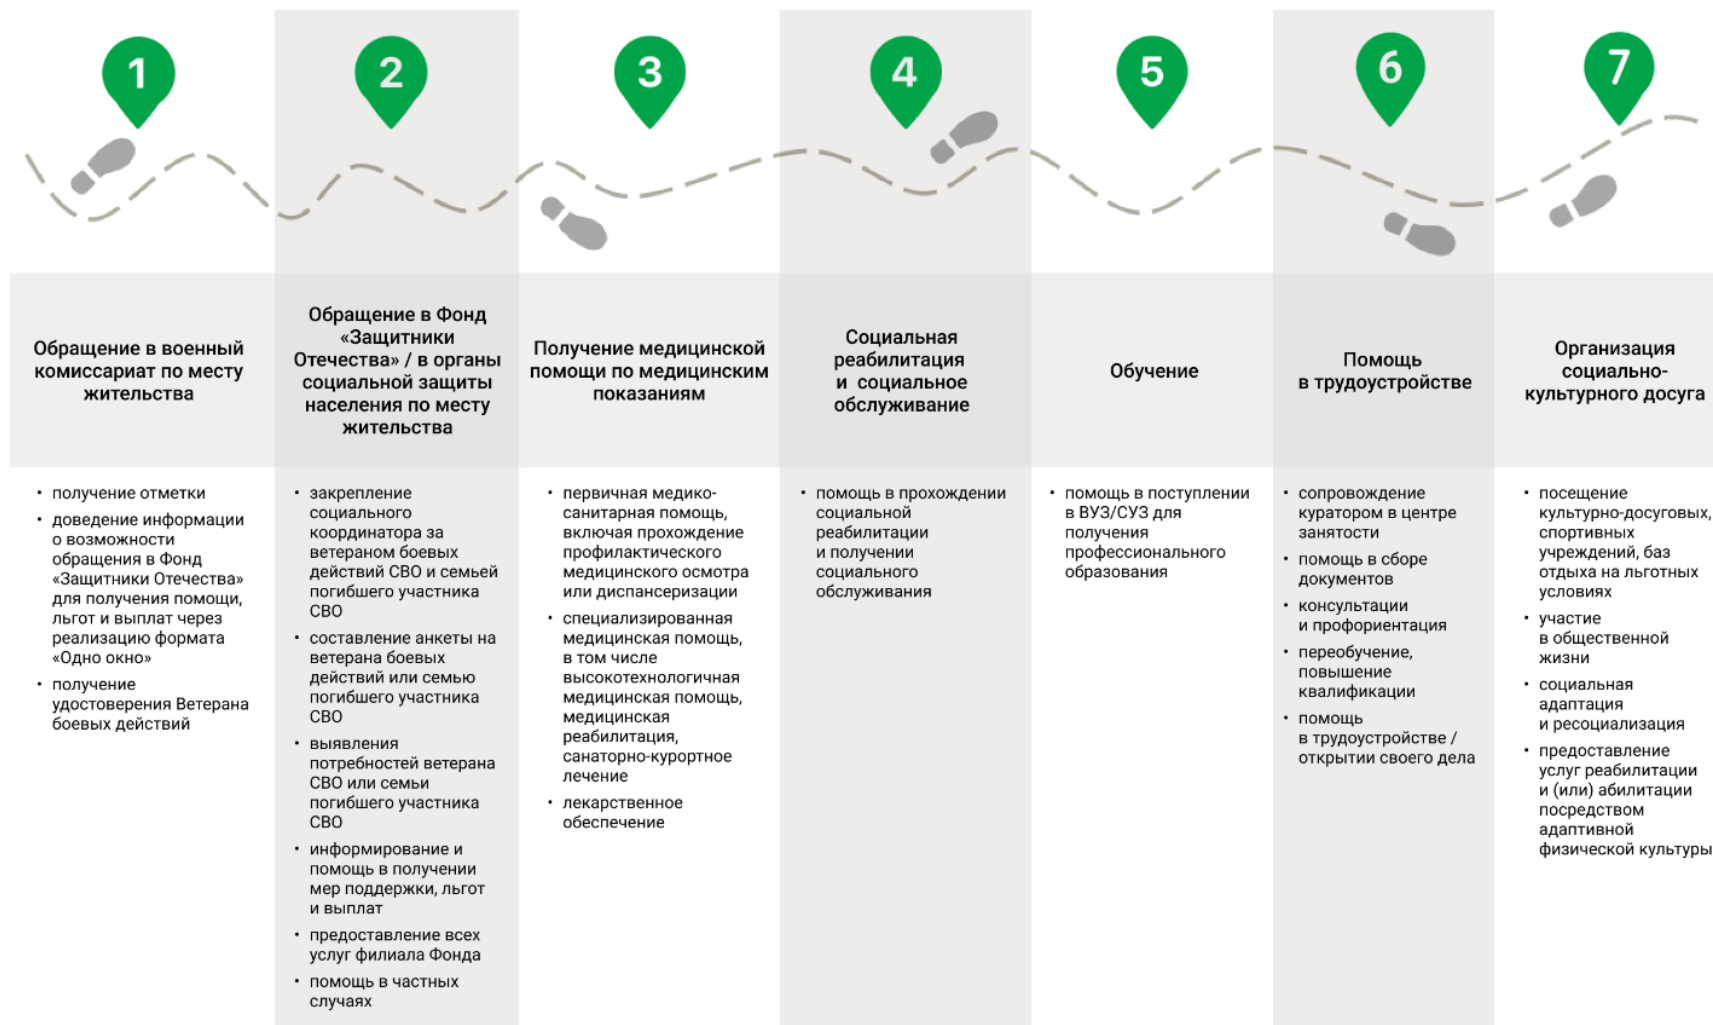 1
2
3
4
5
6
7
Обращение в военный
комиссариат по месту
жительства
Обращение в Фонд
«Защитники
Отечества» / в органы
социальной защиты
населения по месту
жительства
Получение медицинской
помощи по медицинским
показаниям
Социальная
реабилитация
и социальное
обслуживание
Обучение
Помощь
в трудоустройстве
Организация
социально-
культурного досуга
• получение отметки
• доведение информации
о возможности
обращения в Фонд
«Защитники Отечества»
для получения помощи,
льгот и выплат через
реализацию формата
«Одно окно»
• получение
удостоверения Ветерана
боевых действий
• закрепление
социального
координатора за
ветераном боевых
действий СВО и семьей
погибшего участника
СВО
• составление анкеты на
ветерана боевых
действий или семью
погибшего участника
СВО
• выявления
потребностей ветерана
СВО или семьи
погибшего участника
СВО
• информирование и
помощь в получении
мер поддержки, льгот
и выплат
• предоставление всех
услуг филиала Фонда
• помощь в частных
случаях
• первичная медико-
санитарная помощь,
включая прохождение
профилактического
медицинского осмотра
или диспансеризации
• специализированная
медицинская помощь,
в том числе
высокотехнологичная
медицинская помощь,
медицинская
реабилитация,
санаторно-курортное
лечение
• лекарственное
обеспечение
• помощь в прохождении
социальной
реабилитации
и получении
социального
обслуживания
• помощь в поступлении
в ВУЗ/СУЗ для
получения
профессионального
образования
• сопровождение
куратором в центре
занятости
• помощь в сборе
документов
• консультации
и профориентация
• переобучение,
повышение
квалификации
• помощь
в трудоустройстве /
открытии своего дела
• посещение
культурно-досуговых,
спортивных
учреждений, баз
отдыха на льготных
условиях
• участие
в общественной
жизни
• социальная
адаптация
и ресоциализация
• предоставление
услуг реабилитации
и (или) абилитации
посредством
адаптивной
физической культуры